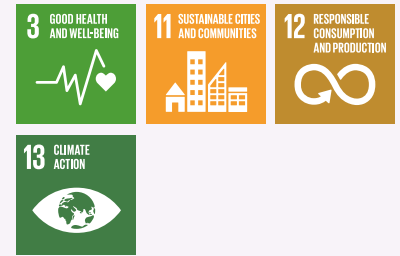 3 GOOD HEALTH
AND WELL-BEING
11 SUSTAINABLE CITIES
AND COMMUNITIES
12 RESPONSIBLE
CONSUMPTION
AND PRODUCTION
13 CLIMATE
ACTION